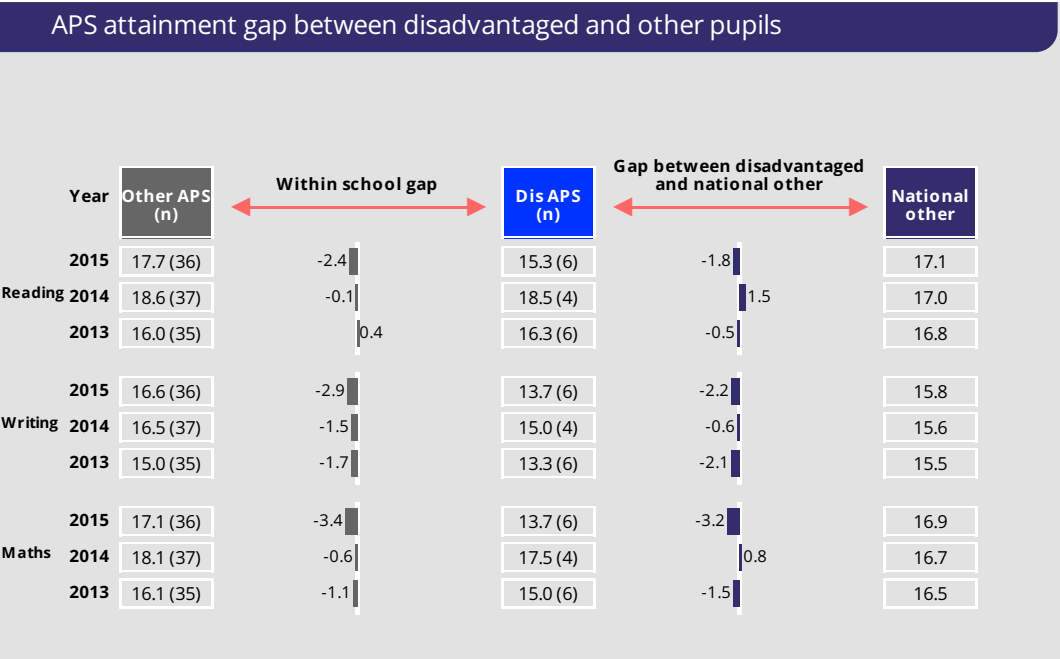 APS attainment gap between disadvantaged and other pupils
Year
Other APS
(n)
Within school gap
Dis APS
(n)
Gap between disadvantaged
and national other
National
other
Reading
2015 17.7 (36) -2.4 15.3 (6) -1.8 17.1
2014 18.6 (37) -0.1 18.5 (4) 1.5 17.0
2013 16.0 (35) 0.4 16.3 (6) -0.5 16.8
Writing
2015 16.6 (36) -2.9 13.7 (6) -2.2 15.8
2014 16.5 (37) -1.5 15.0 (4) -0.6 15.6
2013 15.0 (35) -1.7 13.3 (6) -2.1 15.5
Maths
2015 17.1 (36) -3.4 13.7 (6) -3.2 16.9
2014 18.1 (37) -0.6 17.5 (4) 0.8 16.7
2013 16.1 (35) -1.1 15.0 (6) -1.5 16.5